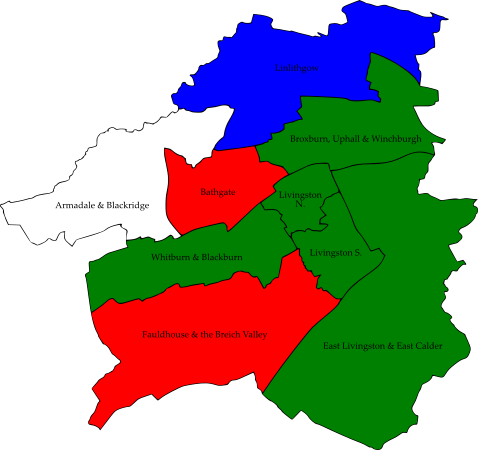 Linlithgow
Broxburn, Uphall & Winchburgh
Bathgate
Livingston
N.
Armadale & Blackridge
Livingston S.
Whitburn & Blackburn
Fauldhouse & the Breich Valley
East Livingston & East Calder